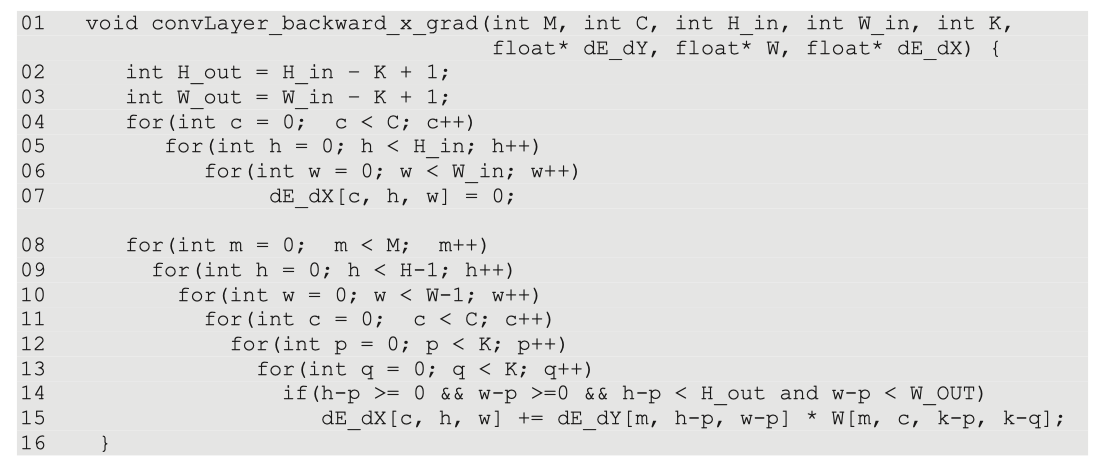 01 void convLayer_backward_x_grad(int M, int C, int H_in, int W_in, int K,
float* dE_dY, float* W, float* dE_dX) {
02 int H_out = H_in – K + 1;
03 int W_out = W_in – K + 1;
04 for(int c = 0; c < C; c++)
05 for(int h = 0; h < H_in; h++)
06 for(int w = 0; w < W_in; w++)
07 dE_dX[c, h, w] = 0;
08 for(int m = 0; m < M; m++)
09 for(int h = 0; h < H-1; h++)
10 for(int w = 0; w < W-1; w++)
11 for(int c = 0; c < C; c++)
12 for(int p = 0; p < K; p++)
13 for(int q = 0; q < K; q++)
14 if(h-p >= 0 && w-p >=0 && h-p < H_out and w-p < W_OUT)
15 dE_dX[c, h, w] += dE_dY[m, h-p, w-p] * W[m, c, k-p, k-q];
16 }